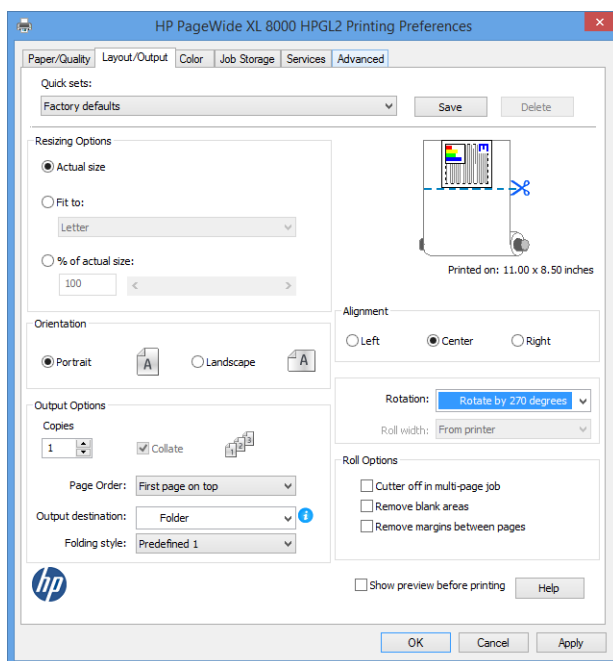 HP PageWide XL 8000 HPGL2 Printing Preferences
Paper/Quality Layout/Output Color Job Storage Services Advanced
Quick sets:
Factory defaults Save Delete
Resizing Options
Actual size
Fit to:
Letter
% of actual size:
100
Printed on: 11.00 x 8.50 inches
Orientation
Portrait A Landscape A
Alignment
Left Center Right
Rotation: Rotate by 270 degrees
Roll width: From printer
Output Options
Copies
1 Collate 1 2 3
Page Order: First page on top
Output destination: Folder i
Folding style: Predefined 1
Roll Options
Cutter off in multi-page job
Remove blank areas
Remove margins between pages
hp
Show preview before printing Help
OK Cancel Apply